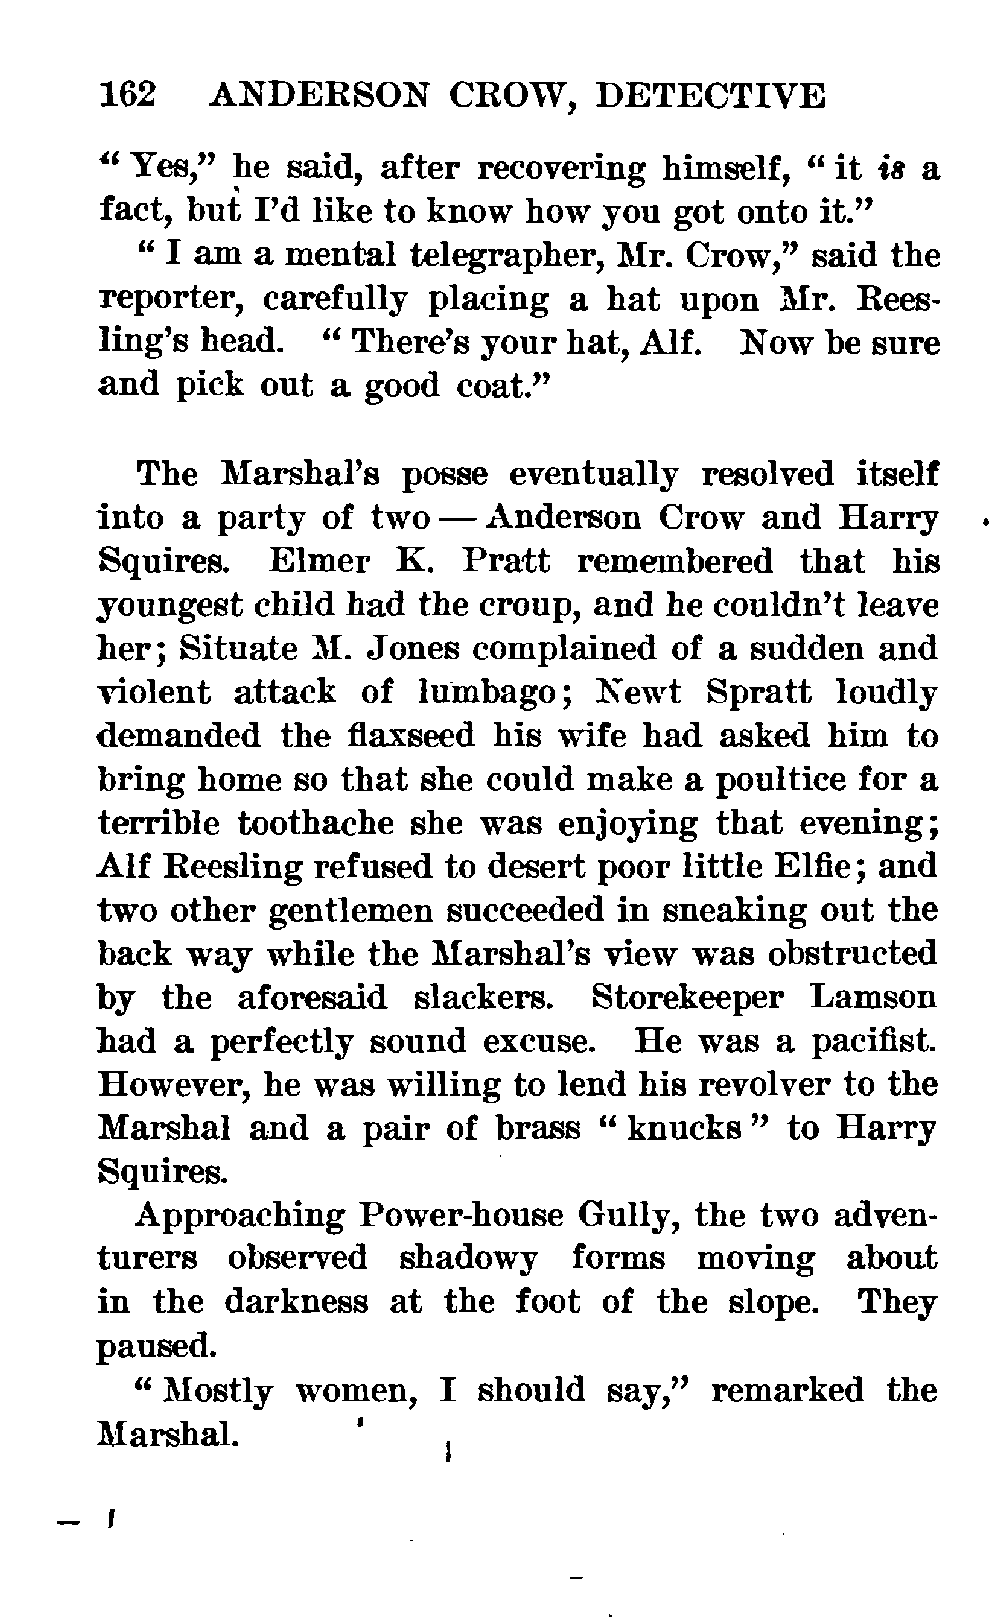 162 ANDERSON CROW, DETECTIVE
“ Yes,” he said, after recovering himself, “ it is a
fact, but I’d like to know how you got onto it.”
“ I am a mental telegrapher, Mr. Crow,” said the
reporter, carefully placing a hat upon Mr. Rees-
ling’s head. “ There’s your hat, Alf. Now be sure
and pick out a good coat.”
The Marshal’s posse eventually resolved itself
into a party of two — Anderson Crow and Harry
Squires. Elmer K. Pratt remembered that his
youngest child had the croup, and he couldn’t leave
her; Situate M. Jones complained of a sudden and
violent attack of lumbago; Newt Spratt loudly
demanded the flaxseed his wife had asked him to
bring home so that she could make a poultice for a
terrible toothache she was enjoying that evening;
Alf Reesling refused to desert poor little Elfie; and
two other gentlemen succeeded in sneaking out the
back way while the Marshal’s view was obstructed
by the aforesaid slackers. Storekeeper Lamson
had a perfectly sound excuse. He was a pacifist.
However, he was willing to lend his revolver to the
Marshal and a pair of brass “ knucks ” to Harry
Squires.
Approaching Power-house Gully, the two adven-
turers observed shadowy forms moving about
in the darkness at the foot of the slope. They
paused.
“ Mostly women, I should say,” remarked the
Marshal.